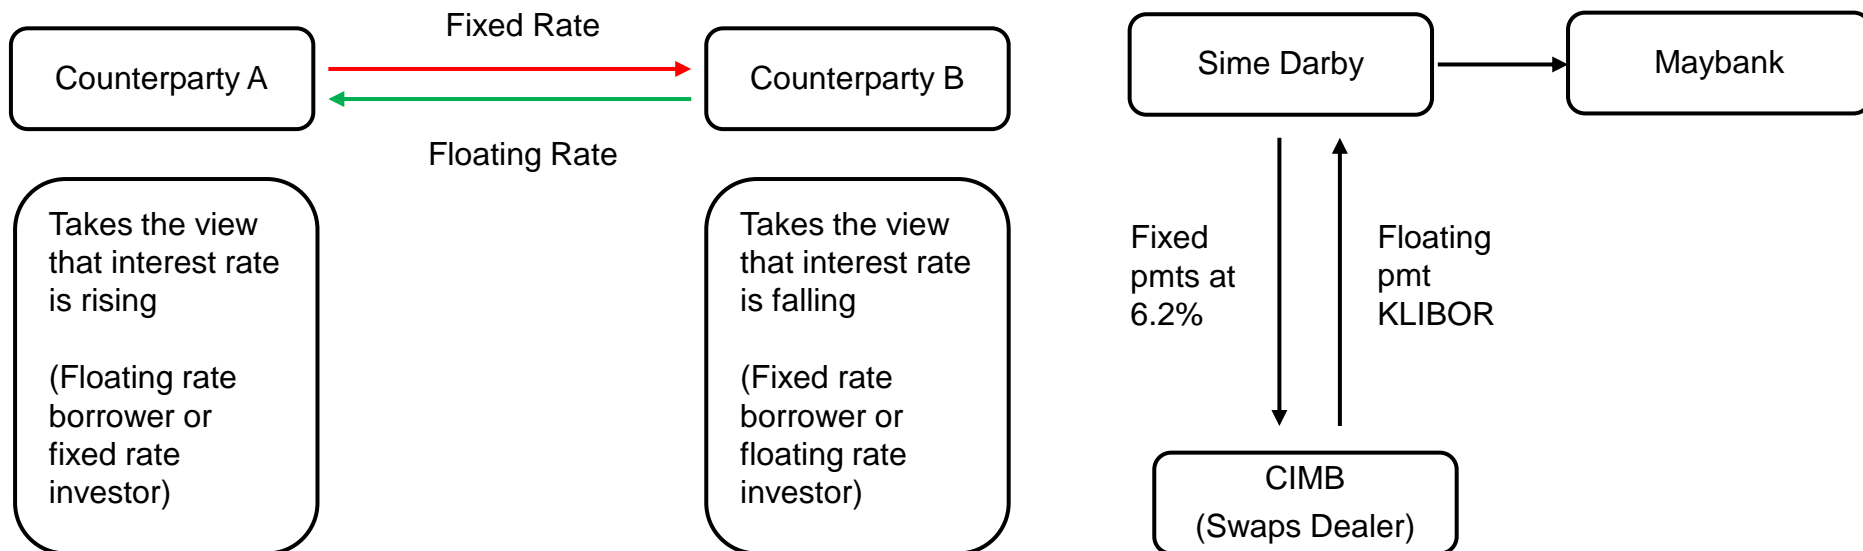 Fixed Rate
Counterparty A
Counterparty B
Floating Rate
Takes the view
that interest rate
is rising
(Floating rate
borrower or
fixed rate
investor)
Takes the view
that interest rate
is falling
(Fixed rate
borrower or
floating rate
investor)
Sime Darby
Maybank
Fixed
pmts at
6.2%
Floating
pmt
KLIBOR
CIMB
(Swaps Dealer)